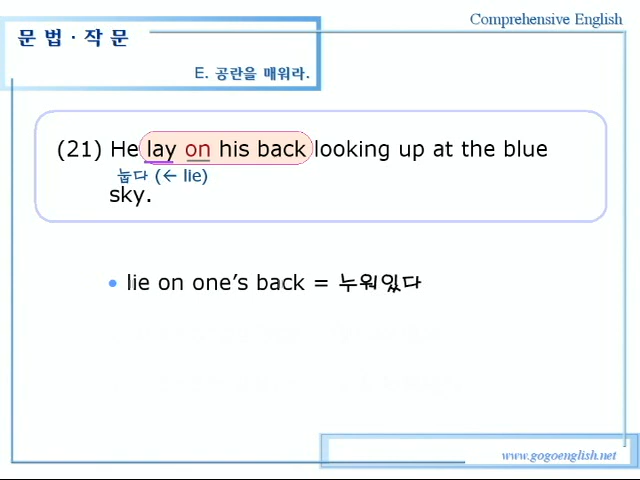 Comprehensive English
문 법 · 작 문
E. 공란을 매워라.
(21) He lay on his back looking up at the blue
눕다 (← lie)
sky.
• lie on one's back = 누워있다
www.gogoenglish.net